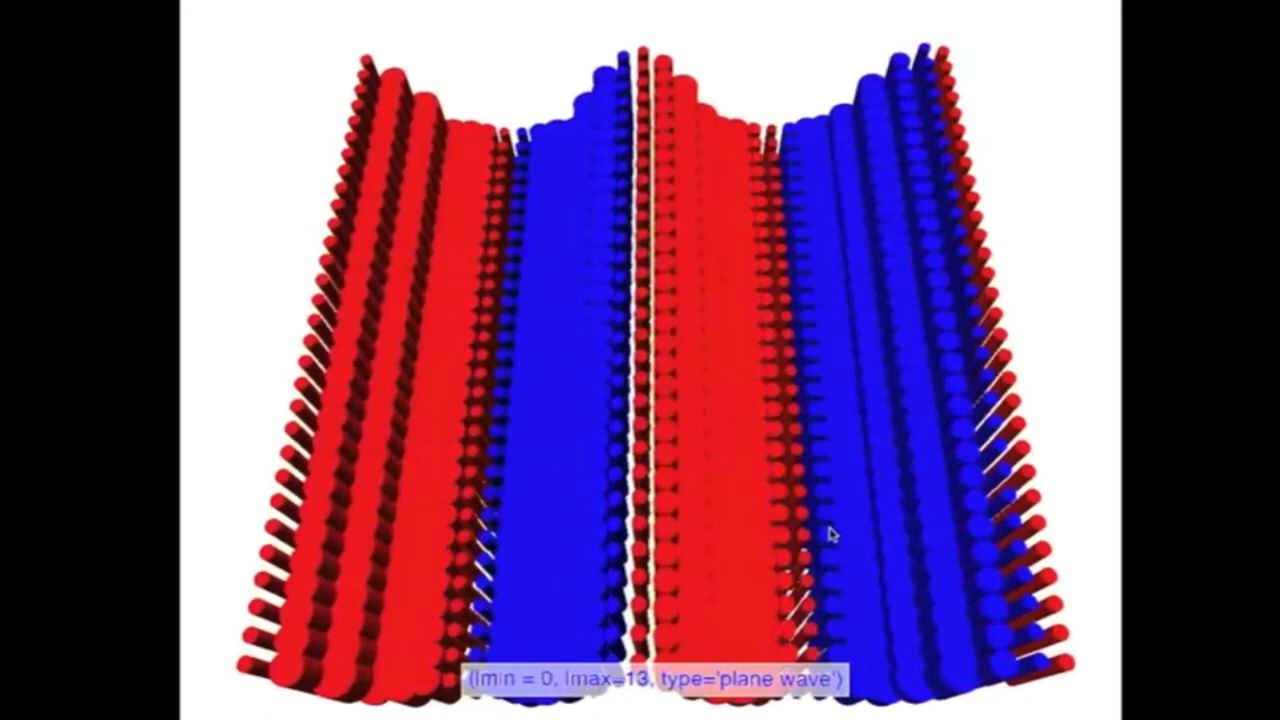 (lmin = 0, lmax=13, type='plane wave')